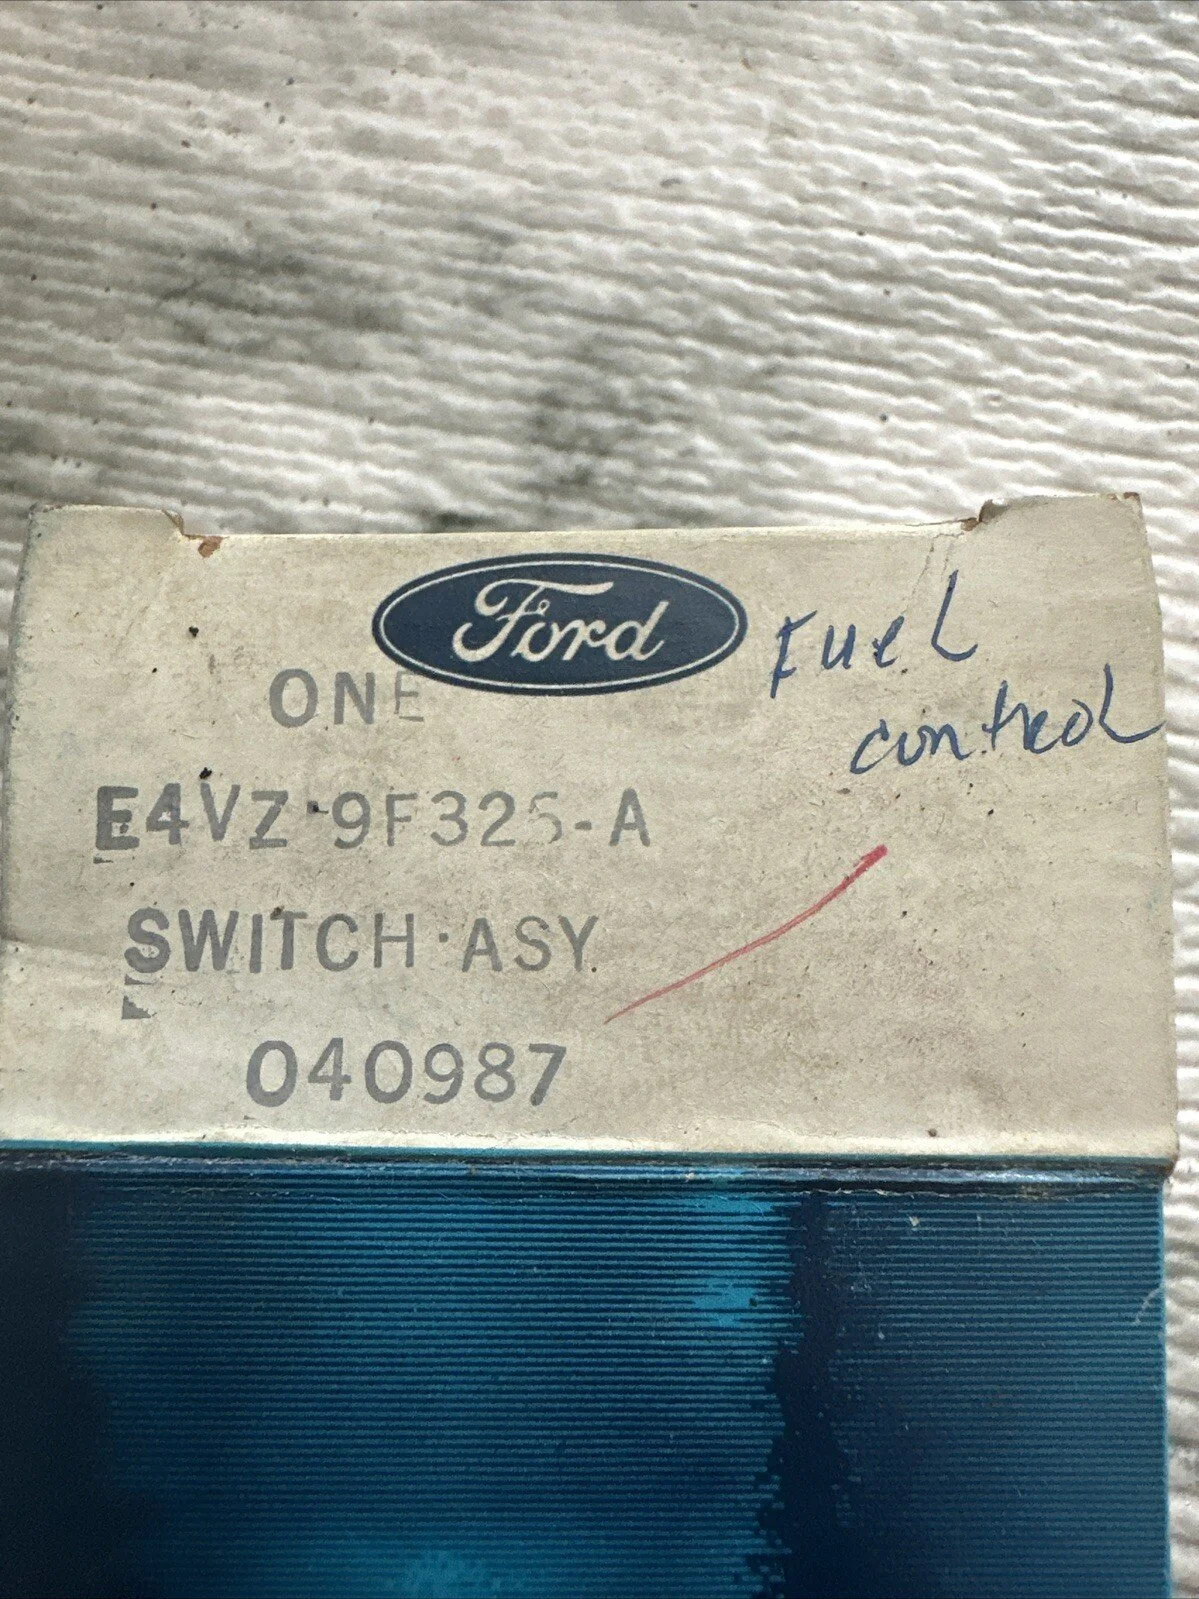 Ford
Fuel
control
ONE
E4VZ-9F325-A
SWITCH ASY
040987